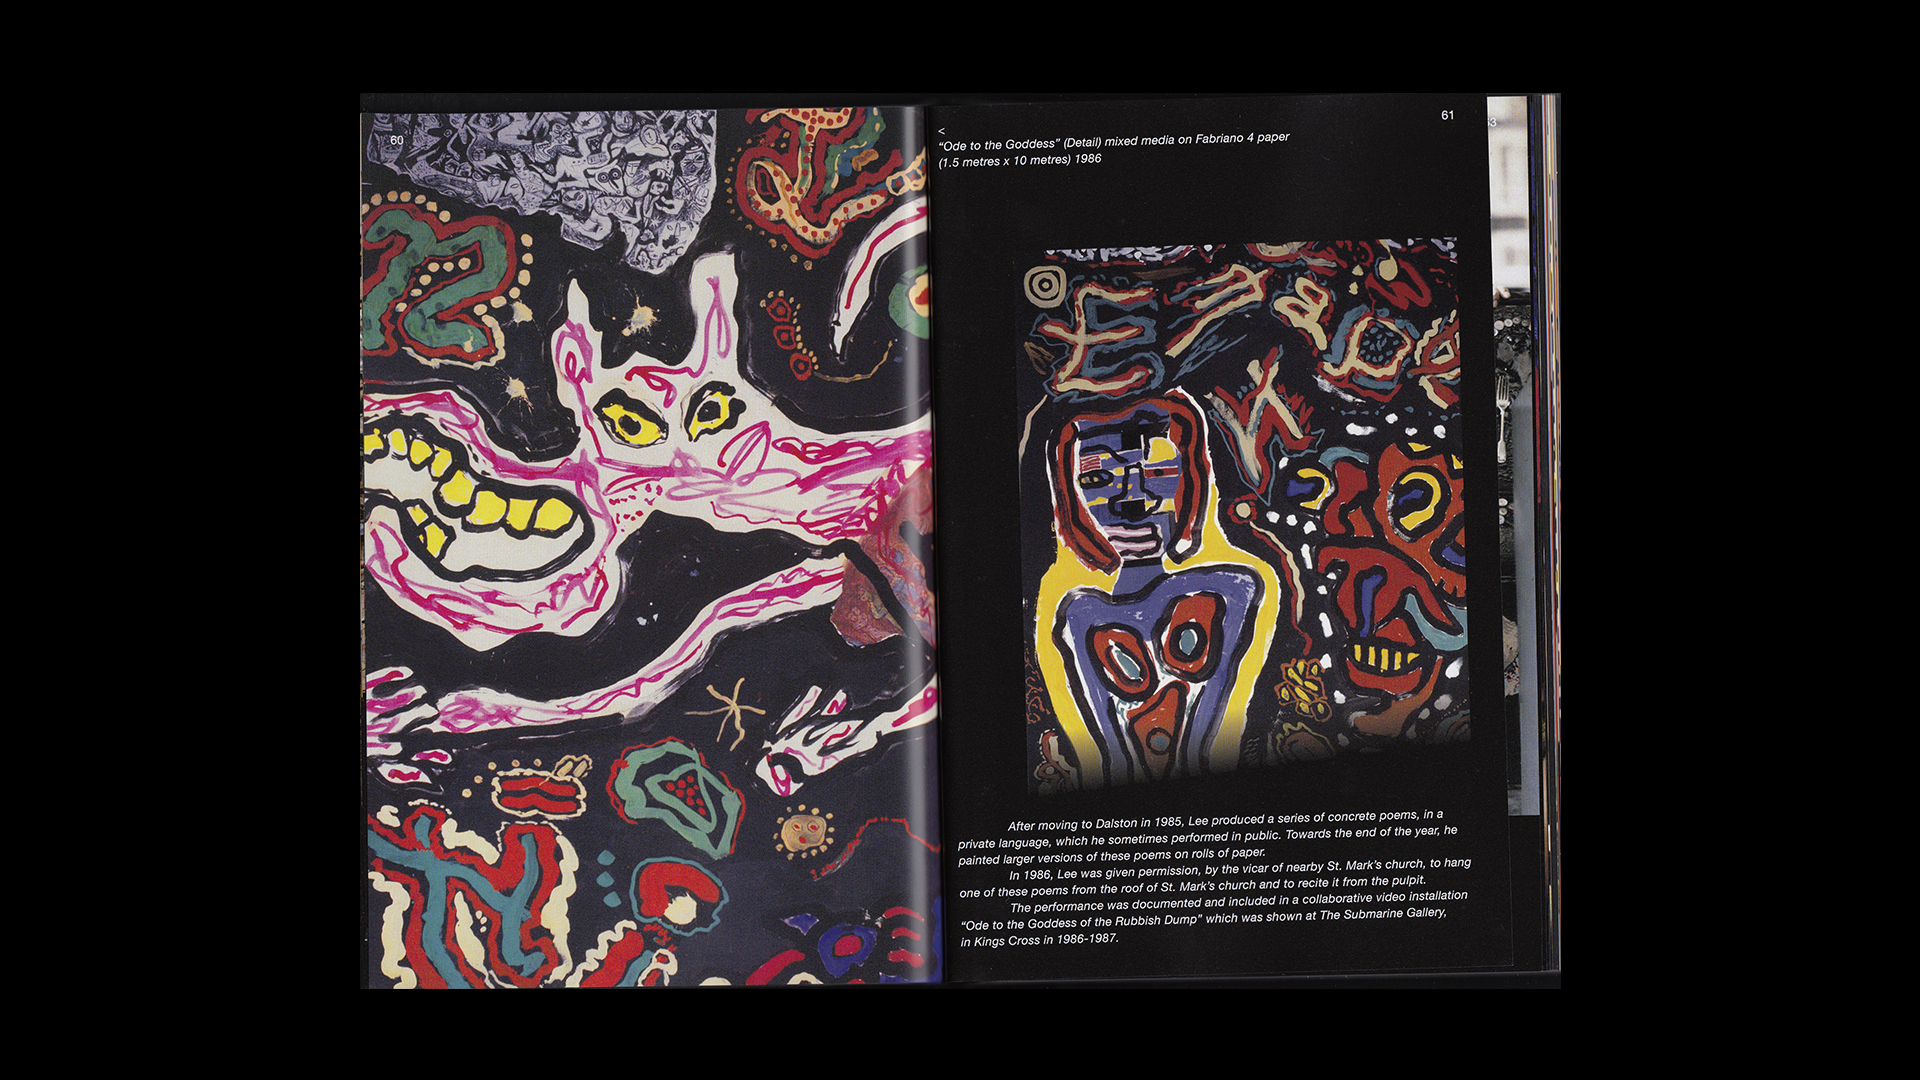 60
61
<
“Ode to the Goddess” (Detail) mixed media on Fabriano 4 paper
(1.5 metres x 10 metres) 1986
After moving to Dalston in 1985, Lee produced a series of concrete poems, in a
private language, which he sometimes performed in public. Towards the end of the year, he
painted larger versions of these poems on rolls of paper.
In 1986, Lee was given permission, by the vicar of nearby St. Mark's church, to hang
one of these poems from the roof of St. Mark's church and to recite it from the pulpit.
The performance was documented and included in a collaborative video installation
“Ode to the Goddess of the Rubbish Dump” which was shown at The Submarine Gallery,
in Kings Cross in 1986-1987.